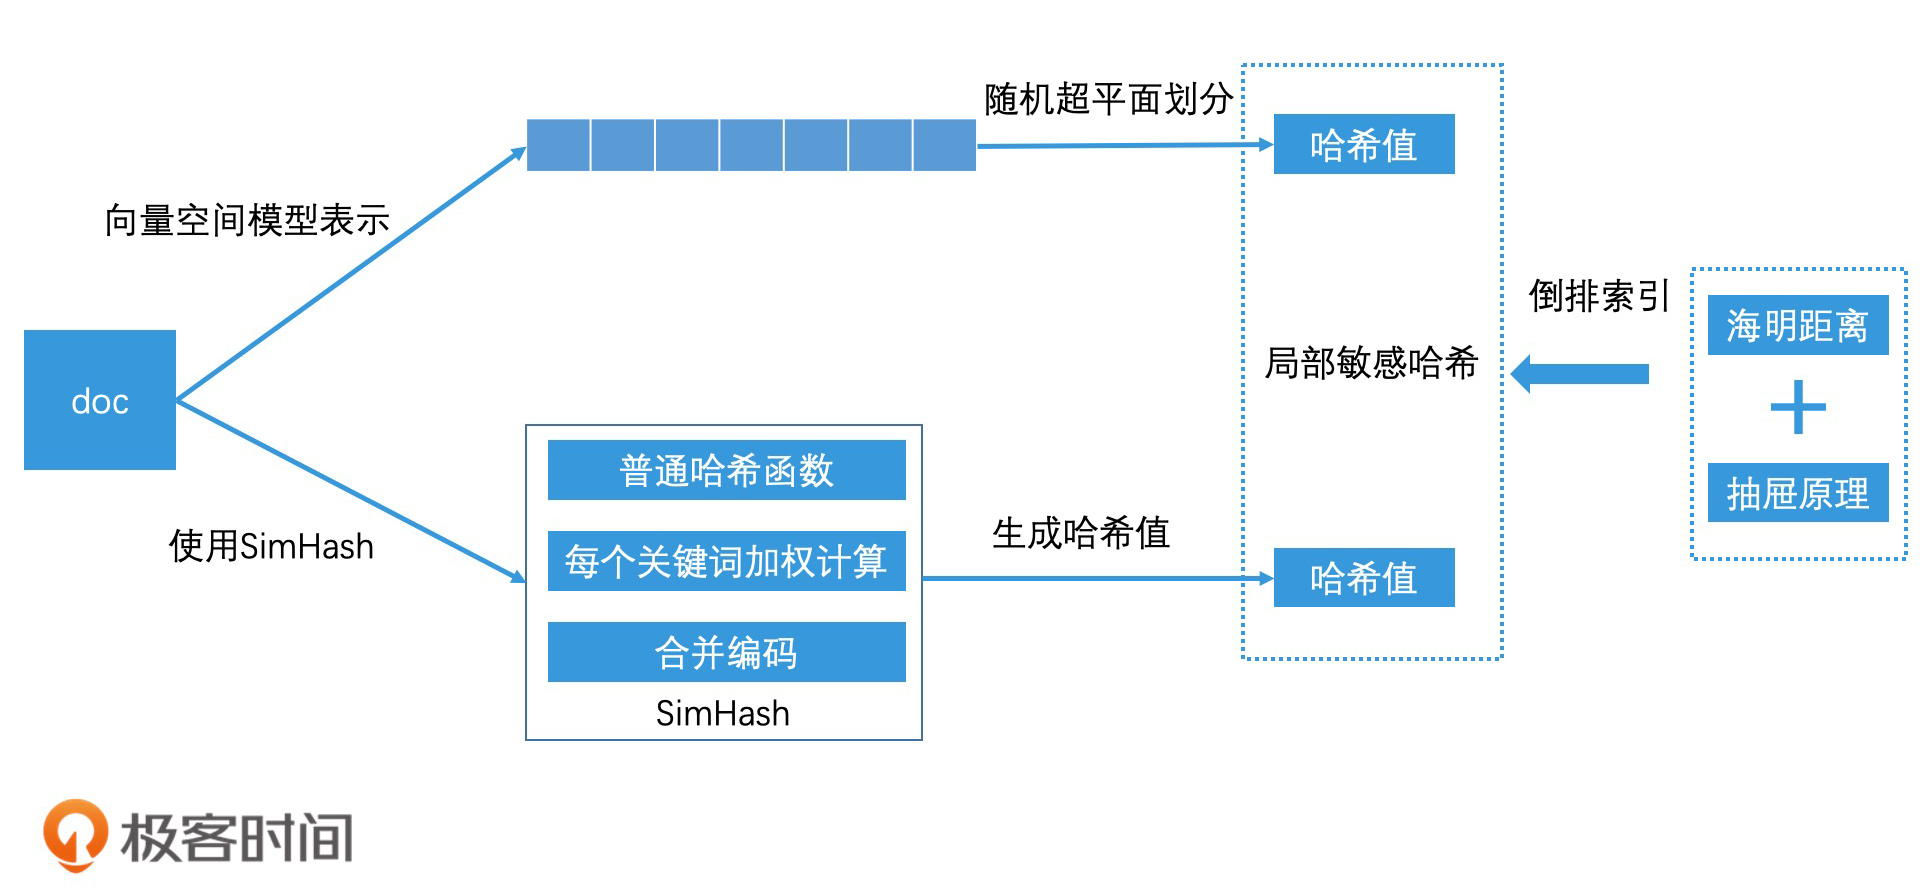 随机超平面划分
哈希值
向量空间模型表示
倒排索引
海明距离
局部敏感哈希
doc
普通哈希函数
抽屉原理
使用SimHash
每个关键词加权计算
生成哈希值
哈希值
合并编码
SimHash
极客时间